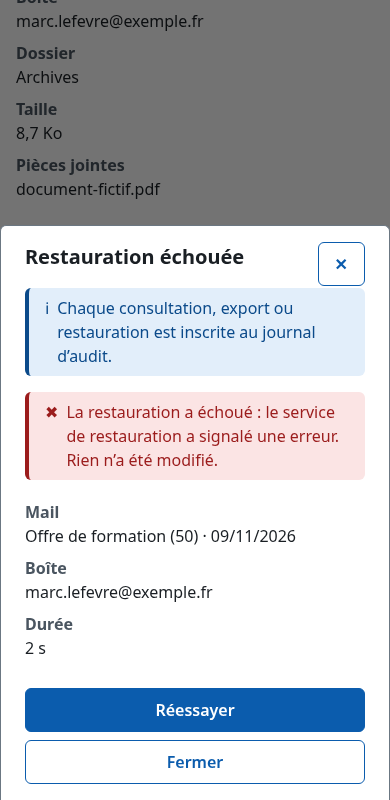 Boîte
marc.lefevre@exemple.fr
Dossier
Archives
Taille
8,7 Ko
Pièces jointes
document-fictif.pdf
Restauration échouée
×
i Chaque consultation, export ou
restauration est inscrite au journal
d’audit.
✖ La restauration a échoué : le service
de restauration a signalé une erreur.
Rien n’a été modifié.
Mail
Offre de formation (50) · 09/11/2026
Boîte
marc.lefevre@exemple.fr
Durée
2 s
Réessayer
Fermer